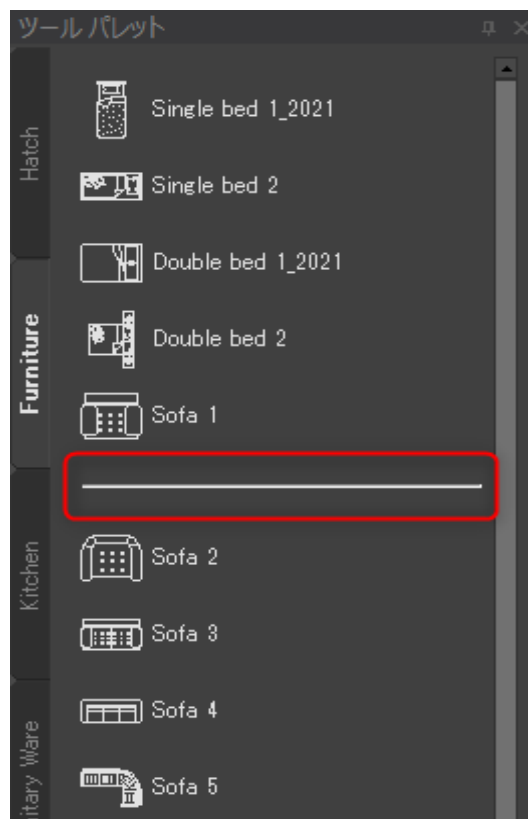 ツール パレット
Hatch
Furniture
Kitchen
itary Ware
Single bed 1_2021
Single bed 2
Double bed 1_2021
Double bed 2
Sofa 1
Sofa 2
Sofa 3
Sofa 4
Sofa 5